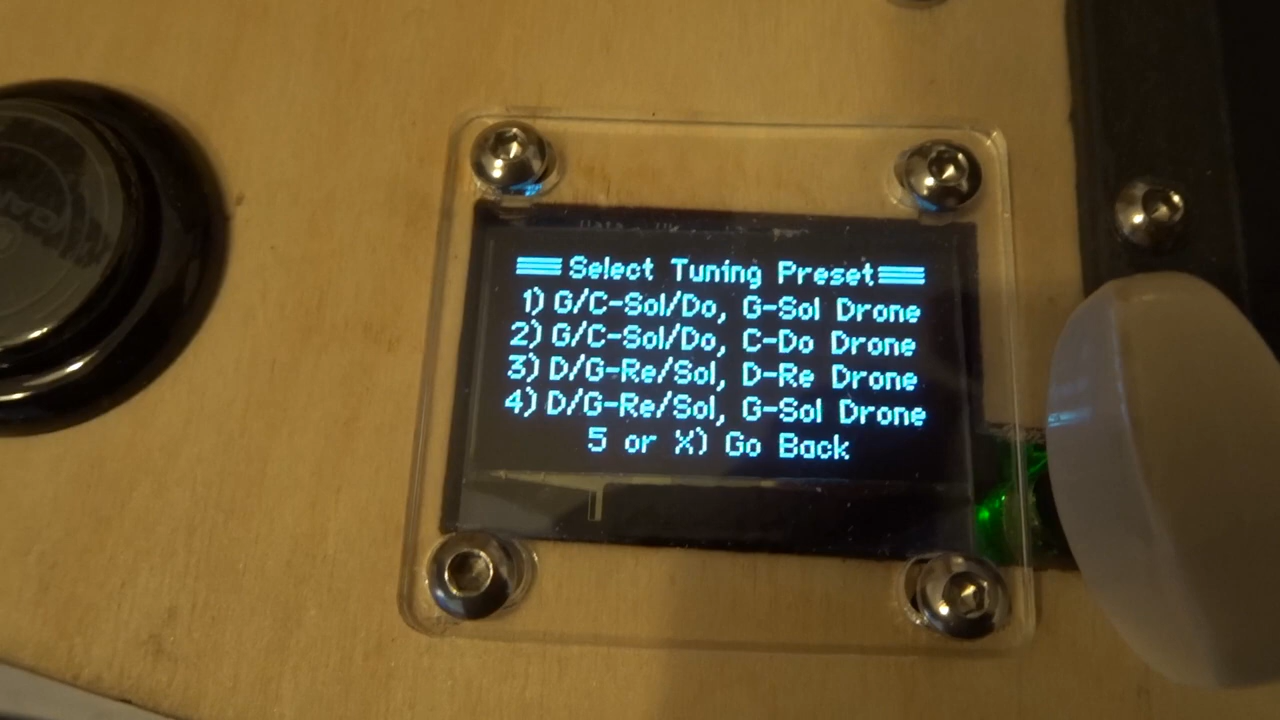 Select Tuning Preset
1) G/C-Sol/Do, G-Sol Drone
2) G/C-Sol/Do, C-Do Drone
3) D/G-Re/Sol, D-Re Drone
4) D/G-Re/Sol, G-Sol Drone
5 or X) Go Back